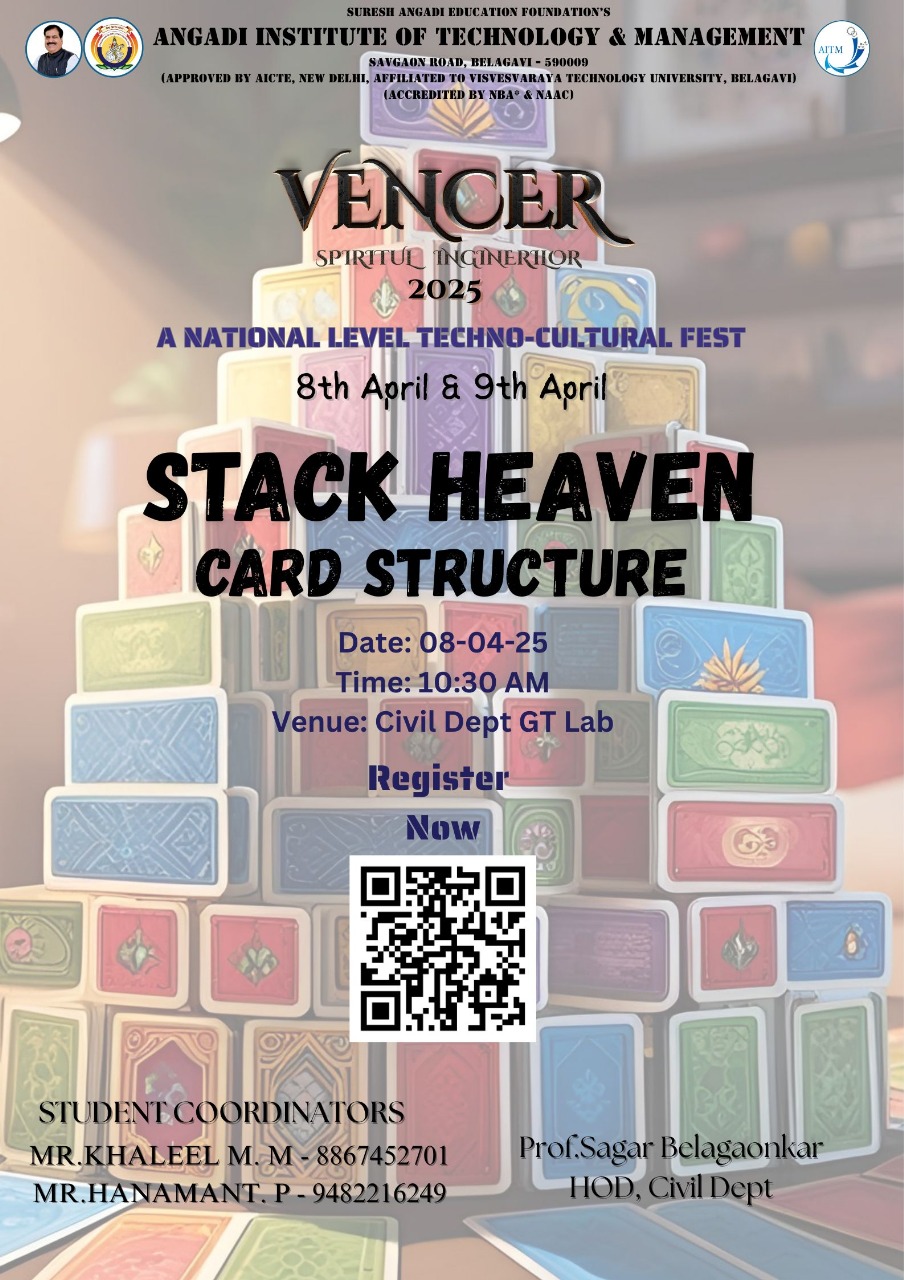 SURESH ANGADI EDUCATION FOUNDATION'S
ANGADI INSTITUTE OF TECHNOLOGY & MANAGEMENT
SAVGAON ROAD, BELAGAVI - 590009
(APPROVED BY AICTE, NEW DELHI, AFFILIATED TO VISVESVARAYA TECHNOLOGY UNIVERSITY, BELAGAVI)
(ACCREDITED BY NBA* & NAAC)
AITM
VENCER
SPIRITUL INGINERILOR
2025
A NATIONAL LEVEL TECHNO-CULTURAL FEST
8th April & 9th April
STACK HEAVEN
CARD STRUCTURE
Date: 08-04-25
Time: 10:30 AM
Venue: Civil Dept GT Lab
Register
Now
STUDENT COORDINATORS
MR.KHALEEL M. M - 8867452701
MR.HANAMANT. P - 9482216249
Prof.Sagar Belagaonkar
HOD, Civil Dept